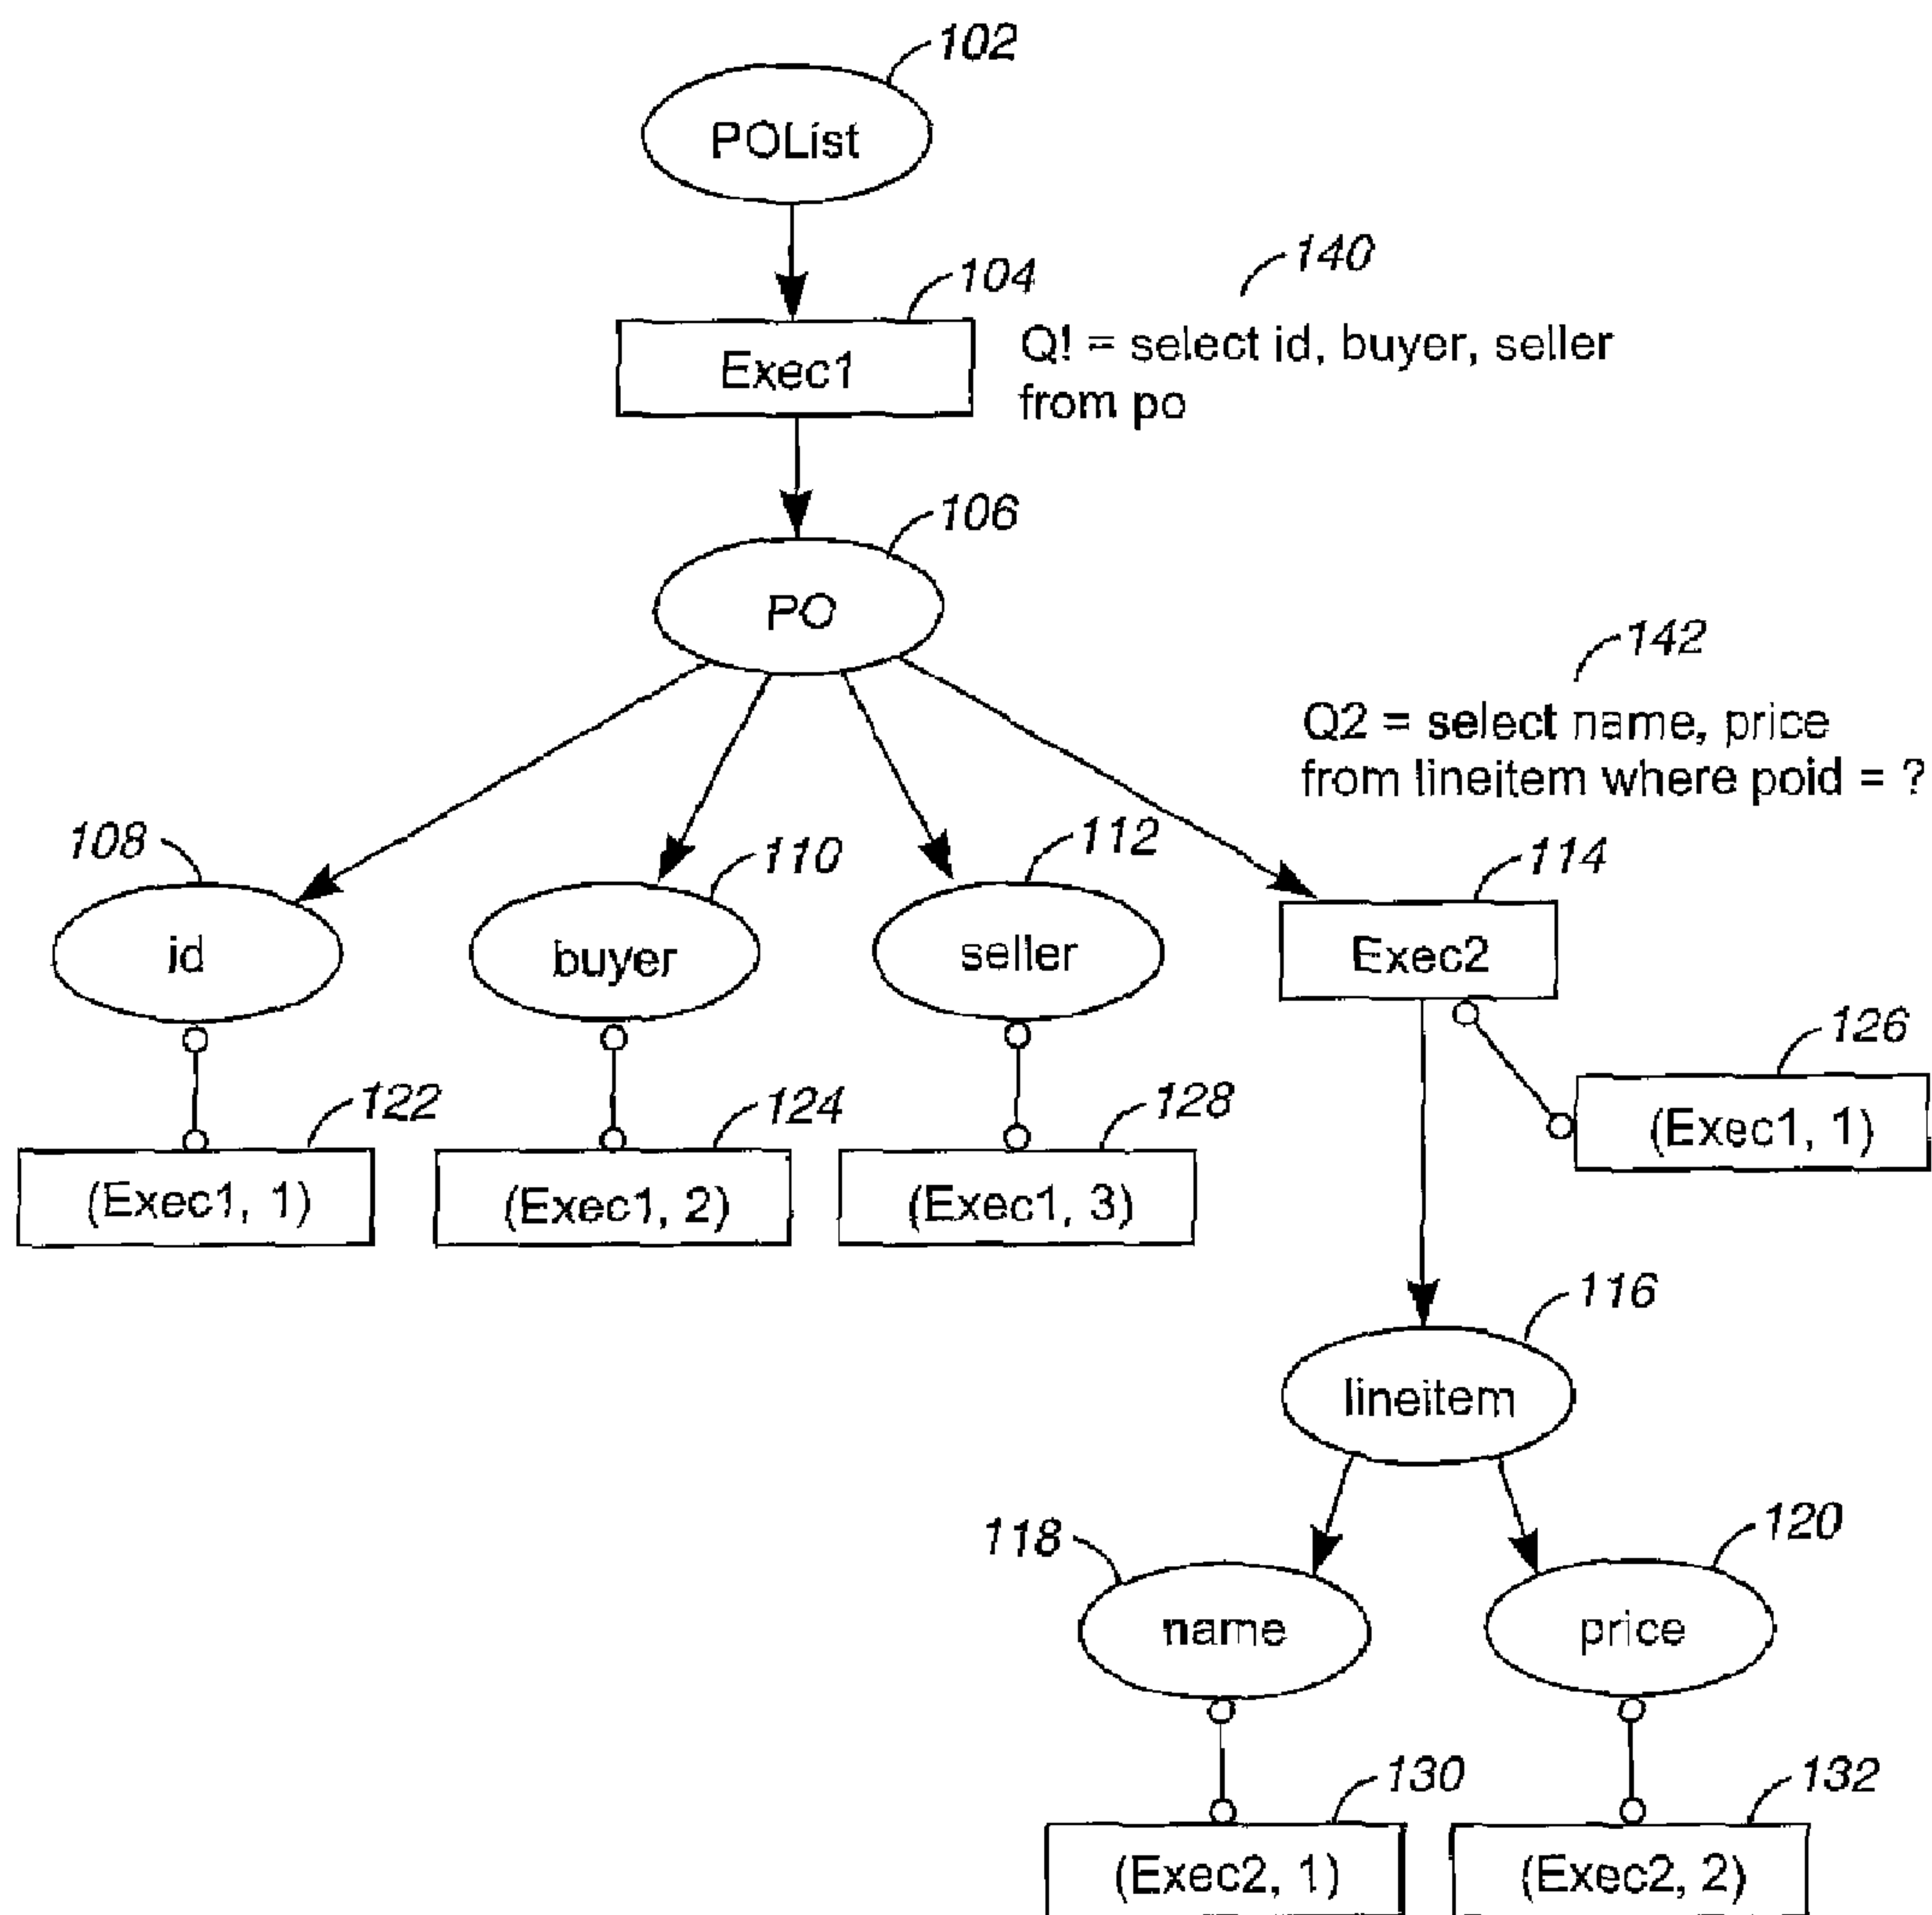 102
POList
140
104
Exec1
Q! = select id, buyer, seller
from po
106
PO
142
Q2 = select name, price
from lineitem where poid = ?
108
110
112
114
id
buyer
seller
Exec2
126
122
124
128
(Exec1, 1)
(Exec1, 1)
(Exec1, 2)
(Exec1, 3)
116
lineitem
118
120
name
price
130
132
(Exec2, 1)
(Exec2, 2)